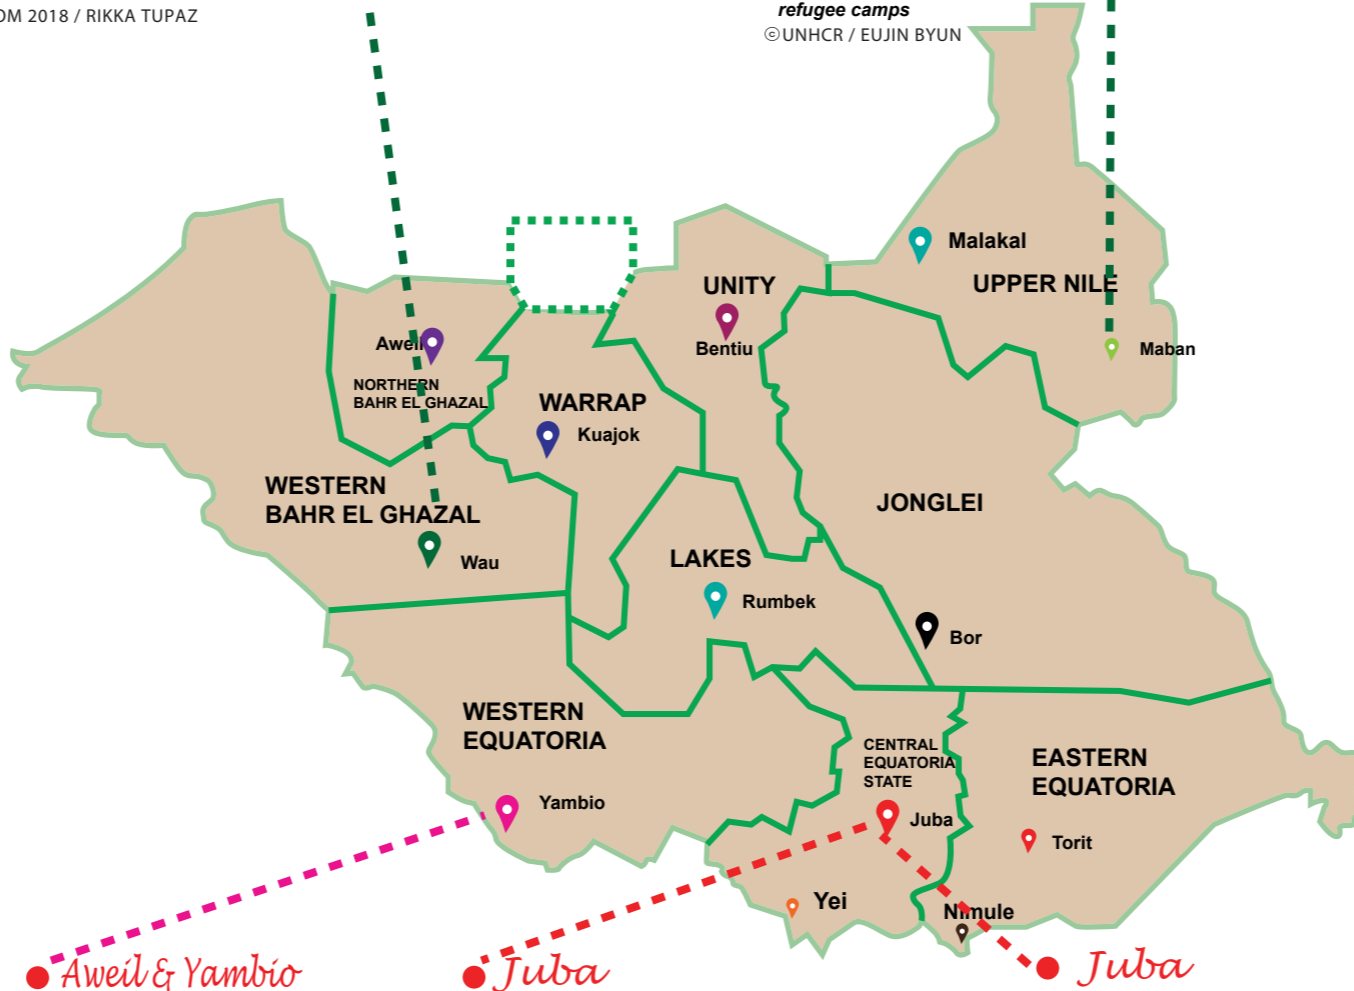 OM 2018 / RIKKA TUPAZ
refugee camps
©UNHCR / EUJIN BYUN
Malakal
UPPER NILE
UNITY
Bentiu
Maban
Aweil
NORTHERN
BAHR EL GHAZAL
WARRAP
Kuajok
WESTERN
BAHR EL GHAZAL
Wau
JONGLEI
LAKES
Rumbek
Bor
WESTERN
EQUATORIA
Yambio
CENTRAL
EQUATORIA
STATE
Juba
EASTERN
EQUATORIA
Torit
Yei
Nimule
Aweil & Yambio
Juba
Juba